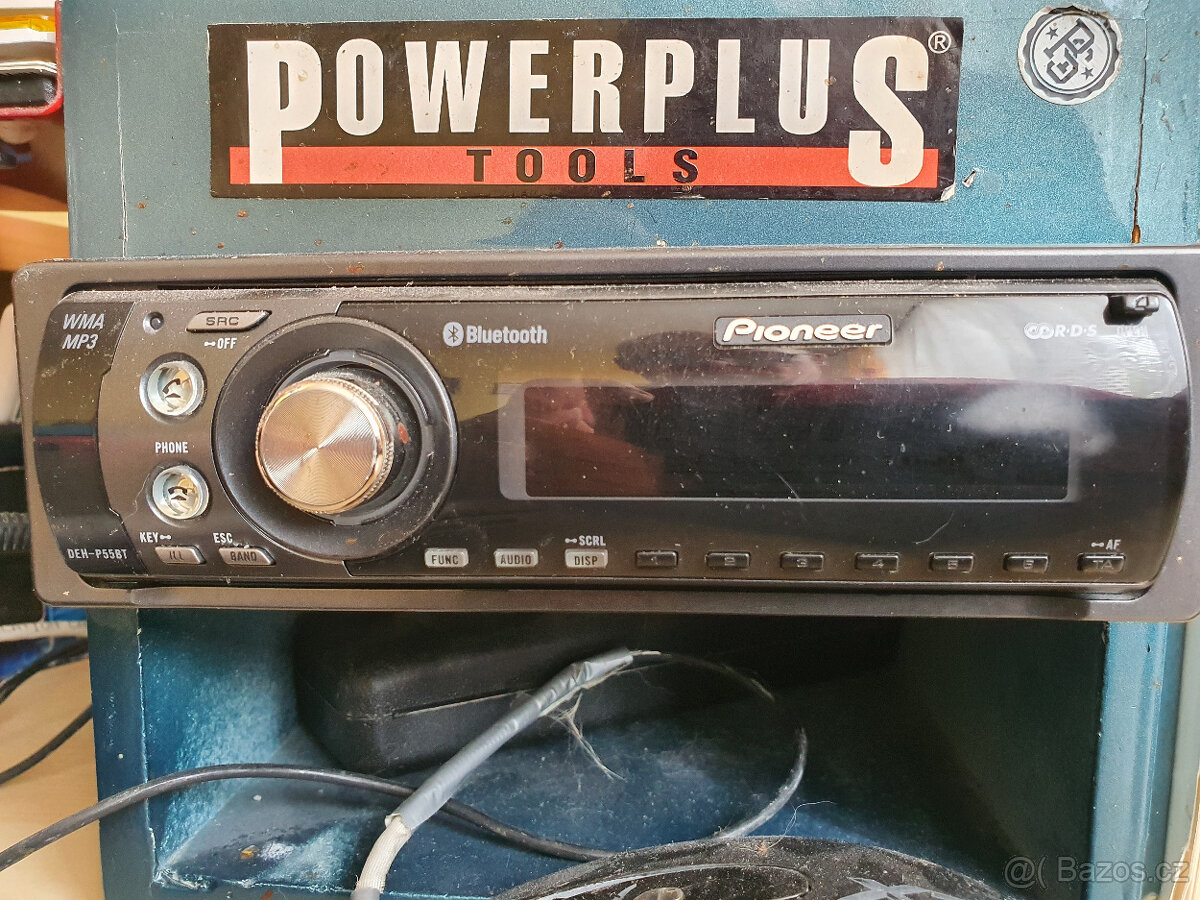 POWERPLUS®
TOOLS
WMA
MP3
SRC
OFF
Bluetooth
Pioneer
R·D·S
PHONE
KEY
ESC
SCRL
AF
DEH-P55BT
ILL
BAND
FUNC
AUDIO
DISP
1
2
3
4
5
6
TA
Bazos.cz